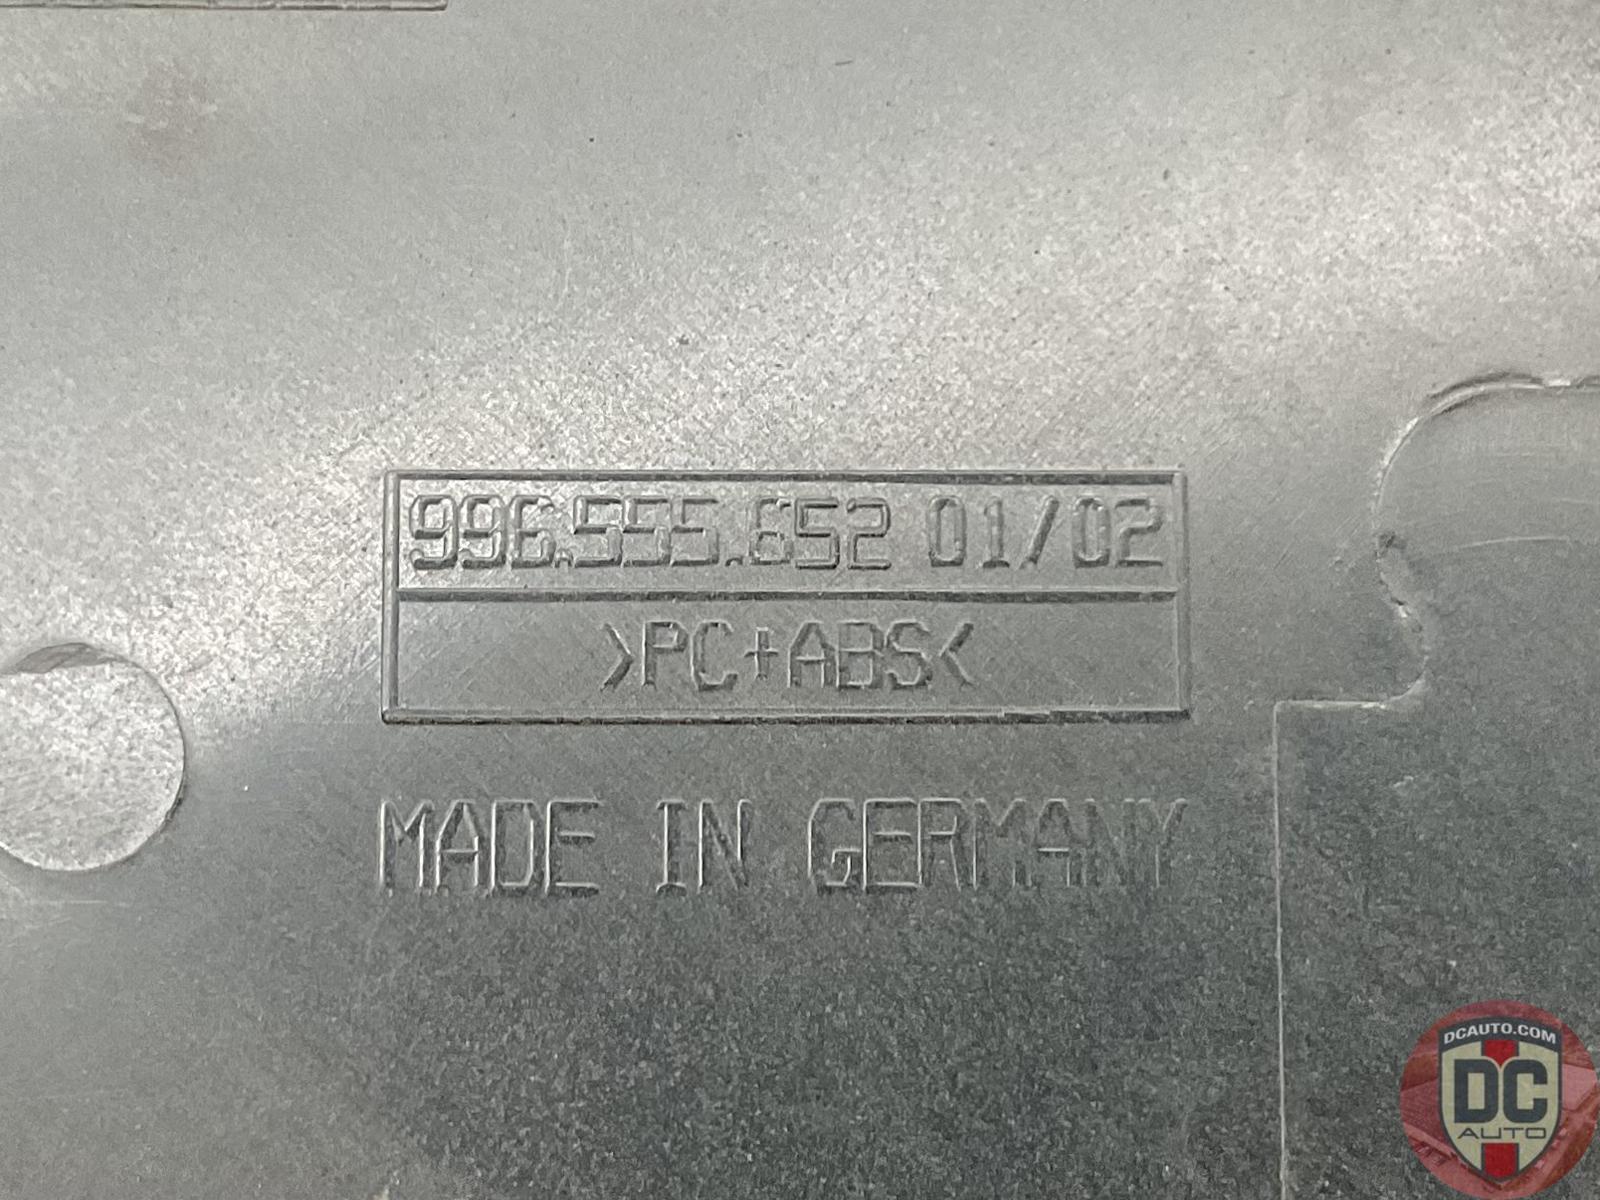 996.555.652 01/02
>PC+ABS<
MADE IN GERMANY
DCAUTO.COM
DC
AUTO